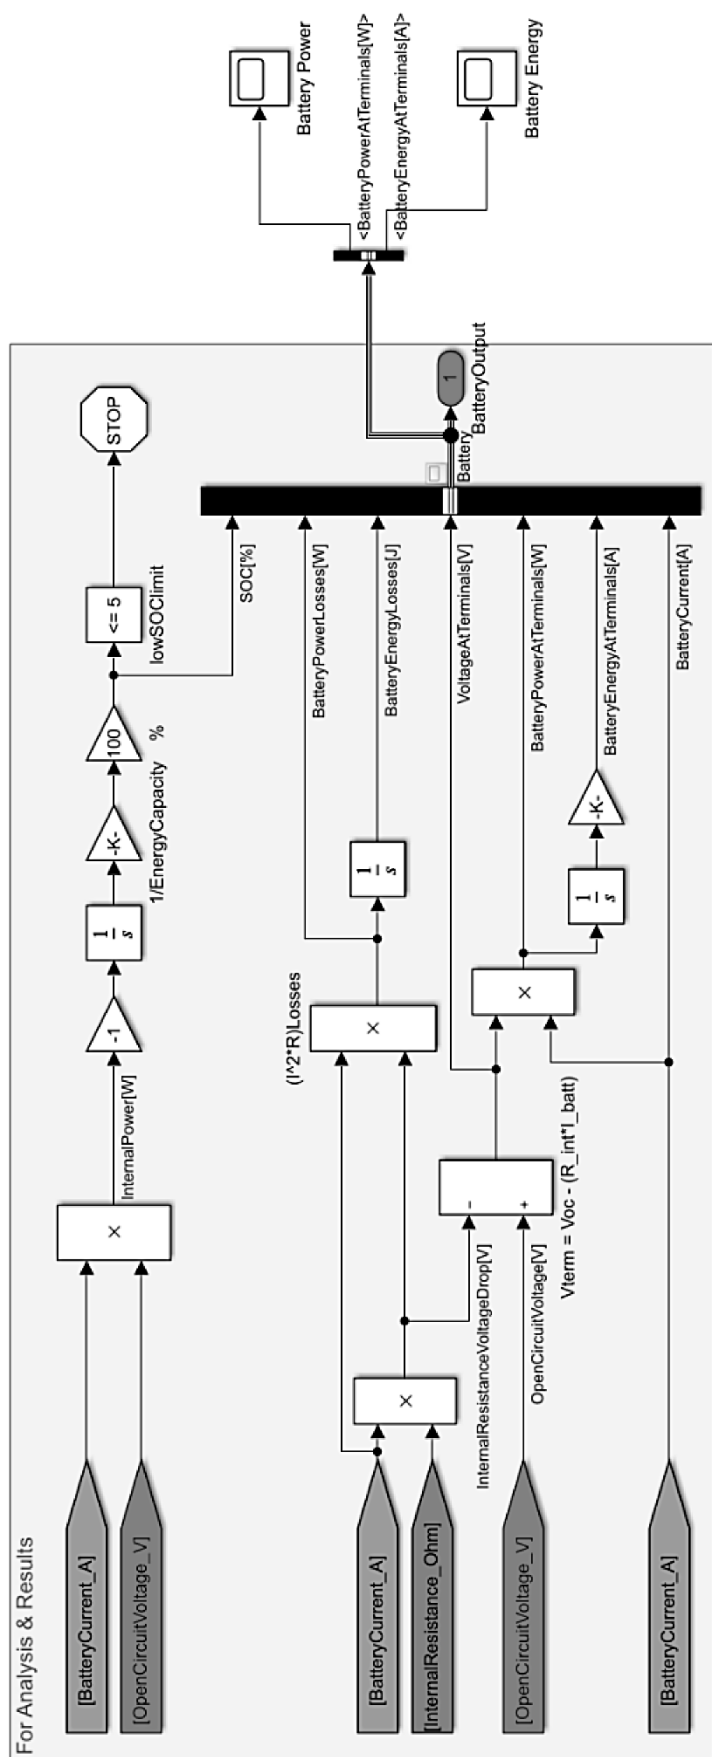 For Analysis & Results
[BatteryCurrent_A]
[OpenCircuitVoltage_V]
×
InternalPower[W]
-1
1
s
-K-
1/EnergyCapacity
100
%
<= 5
lowSOClimit
STOP
SOC[%]
[BatteryCurrent_A]
[InternalResistance_Ohm]
×
(I^2*R)Losses
×
BatteryPowerLosses[W]
1
s
BatteryEnergyLosses[J]
InternalResistanceVoltageDrop[V]
[OpenCircuitVoltage_V]
OpenCircuitVoltage[V]
−
+
Vterm = Voc - (R_int*I_batt)
VoltageAtTerminals[V]
×
BatteryPowerAtTerminals[W]
1
s
-K-
BatteryEnergyAtTerminals[A]
[BatteryCurrent_A]
BatteryCurrent[A]
Battery
1
BatteryOutput
Battery Power
<BatteryPowerAtTerminals[W]>
<BatteryEnergyAtTerminals[A]>
Battery Energy